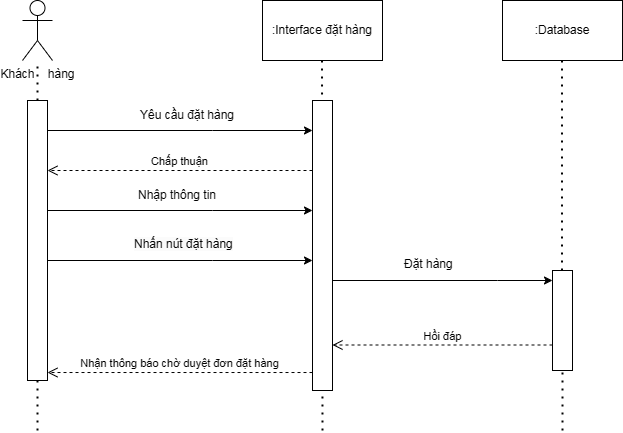 :Interface đặt hàng
:Database
Khách hàng
Yêu cầu đặt hàng
Chấp thuận
Nhập thông tin
Nhấn nút đặt hàng
Đặt hàng
Hồi đáp
Nhận thông báo chờ duyệt đơn đặt hàng